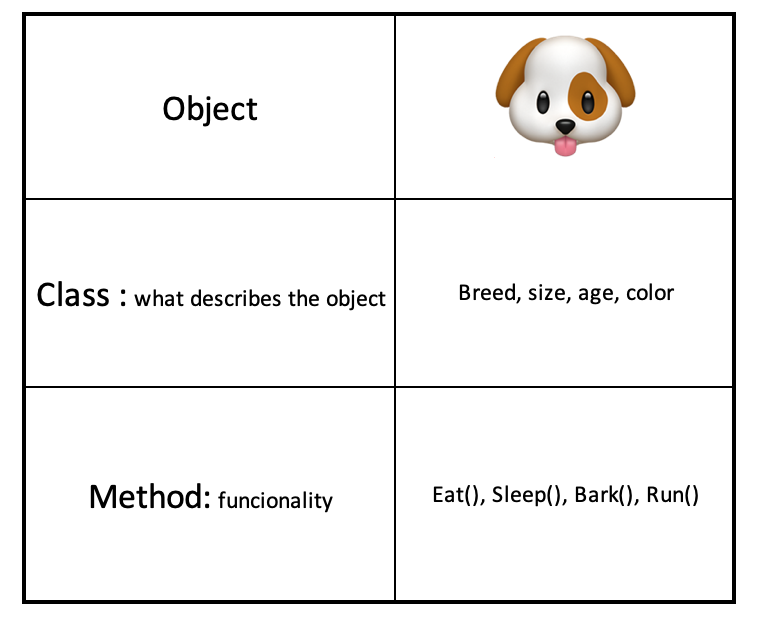 Object
Class : what describes the object
Breed, size, age, color
Method: funcionality
Eat(), Sleep(), Bark(), Run()